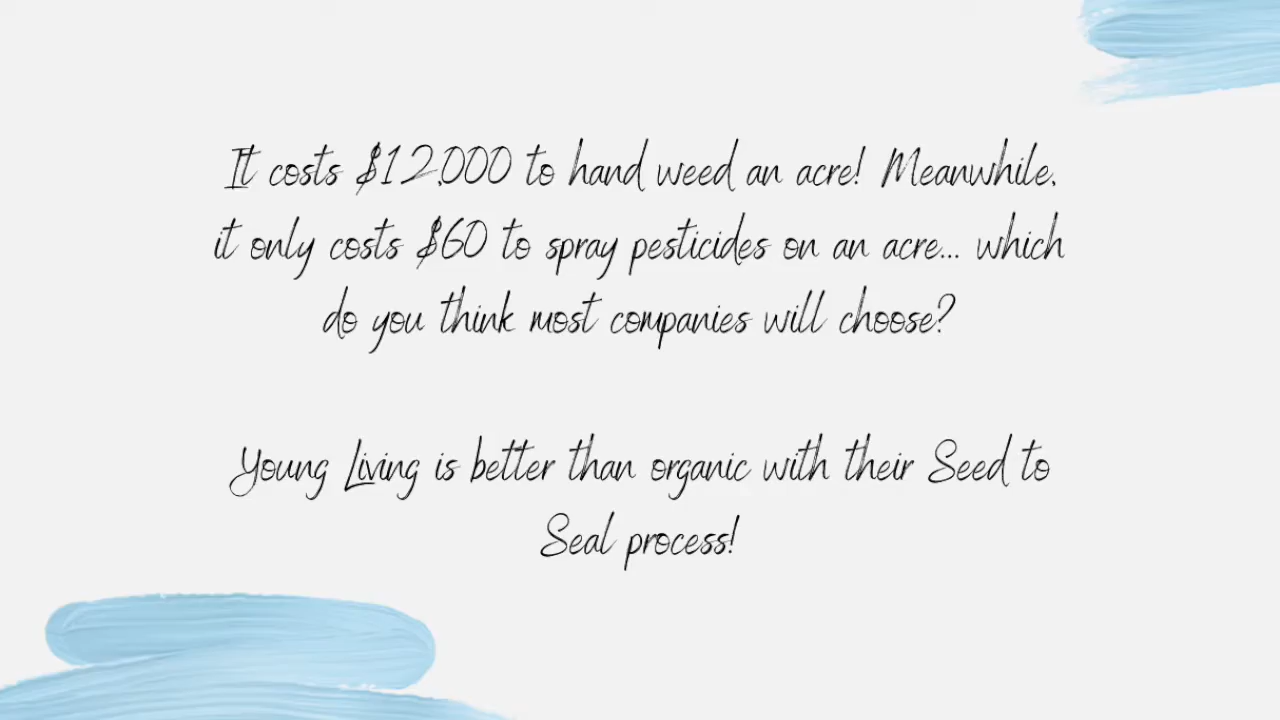 It costs $12,000 to hand weed an acre! Meanwhile,
it only costs $60 to spray pesticides on an acre... which
do you think most companies will choose?
Young Living is better than organic with their Seed to
Seal process!